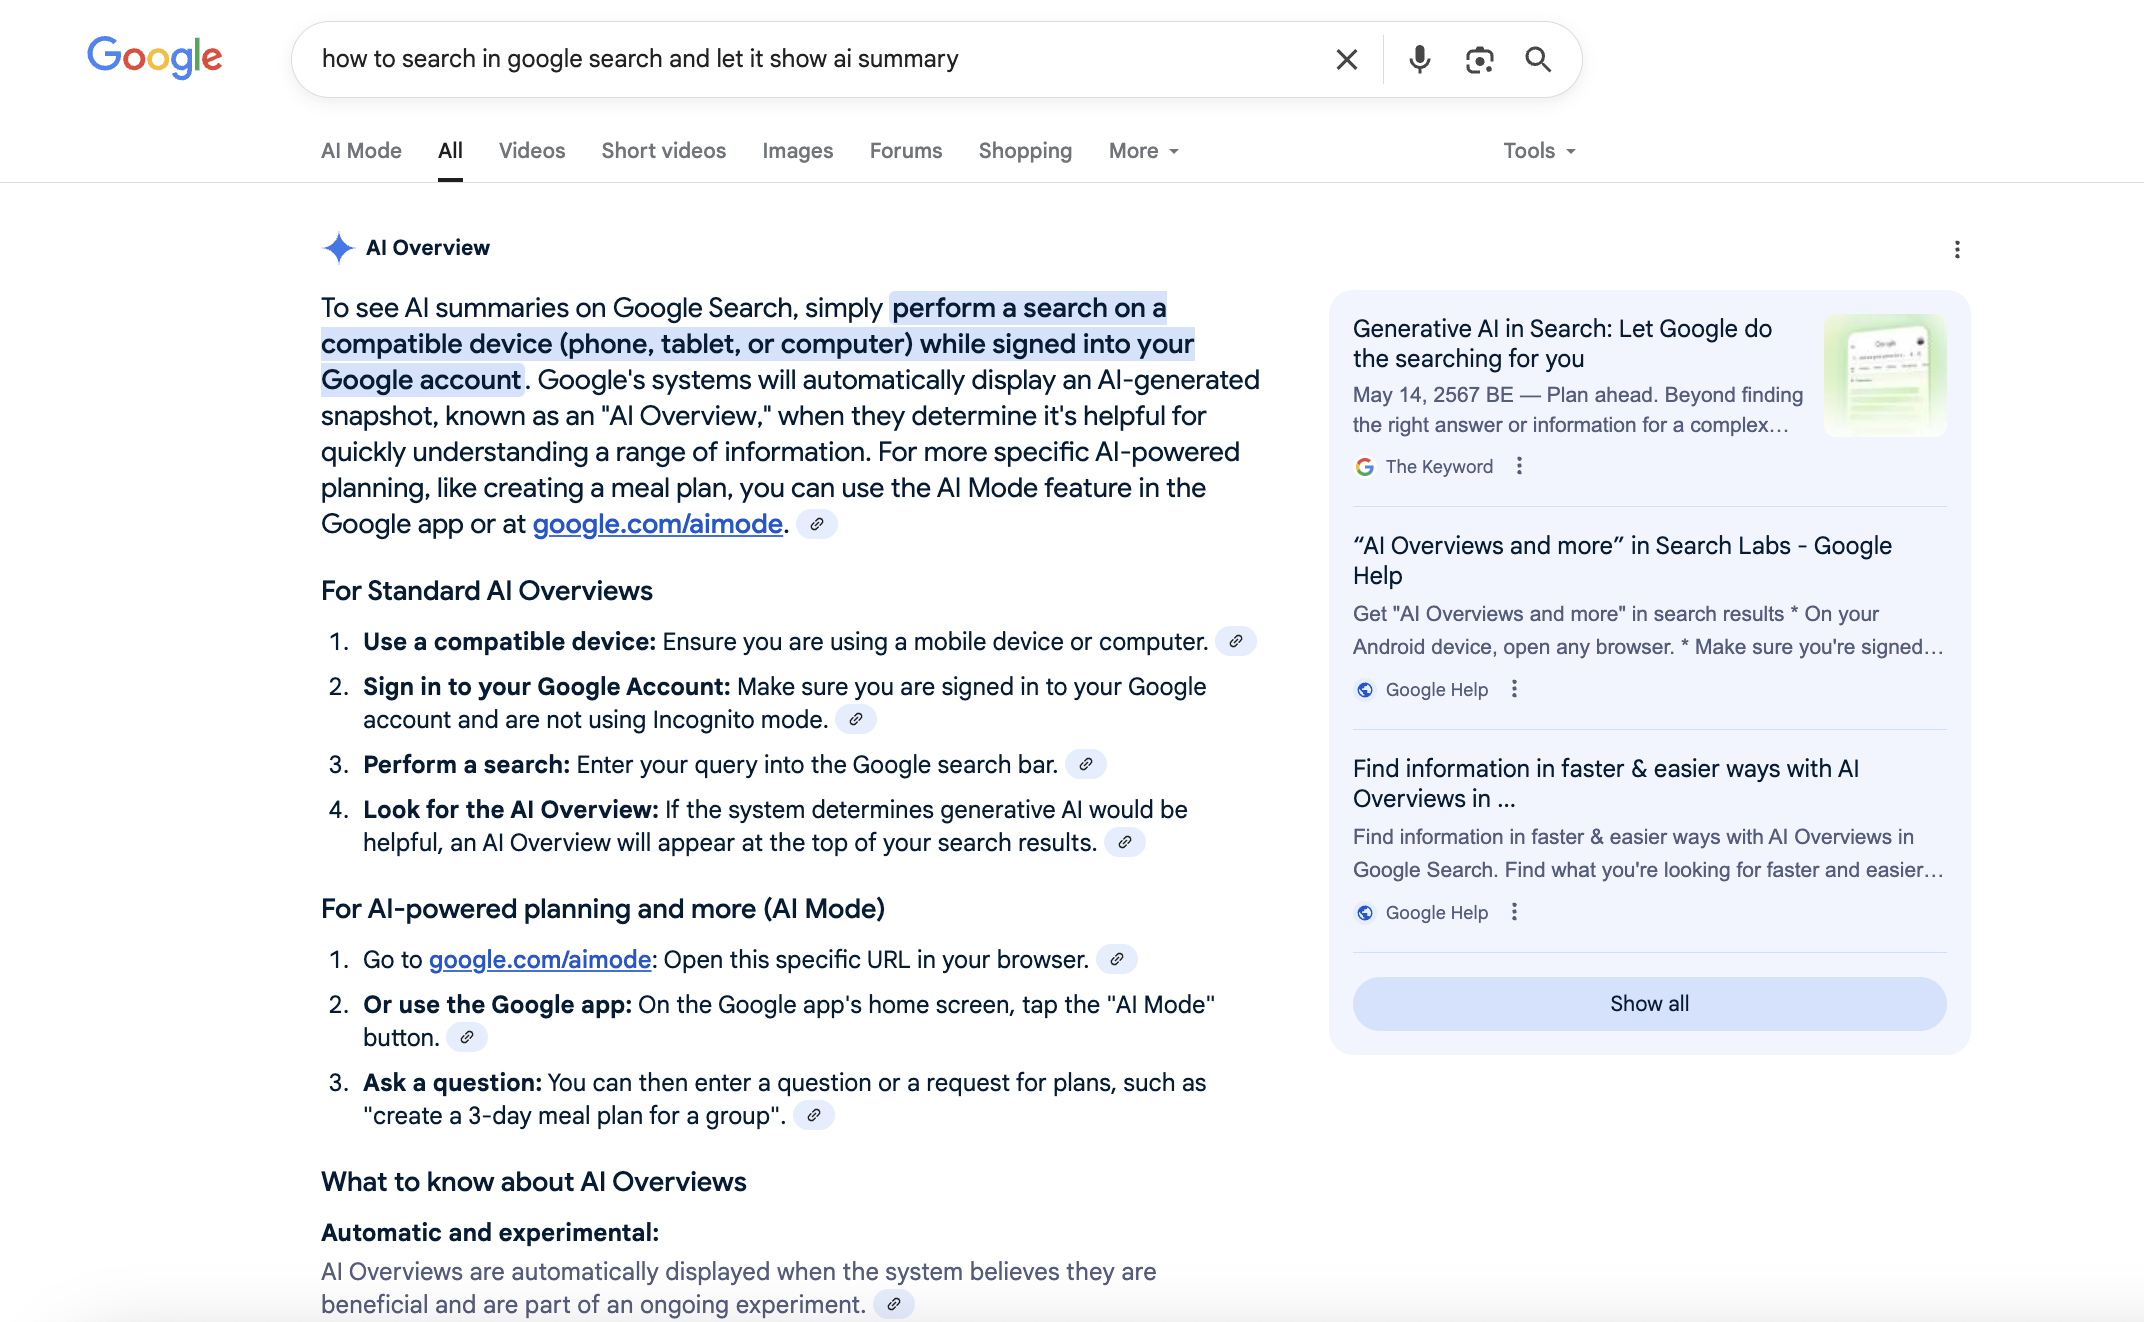 Google
how to search in google search and let it show ai summary
AI Mode
All
Videos
Short videos
Images
Forums
Shopping
More
Tools
AI Overview
To see AI summaries on Google Search, simply perform a search on a
compatible device (phone, tablet, or computer) while signed into your
Google account. Google's systems will automatically display an AI-generated
snapshot, known as an "AI Overview," when they determine it's helpful for
quickly understanding a range of information. For more specific AI-powered
planning, like creating a meal plan, you can use the AI Mode feature in the
Google app or at google.com/aimode.
For Standard AI Overviews
1. Use a compatible device: Ensure you are using a mobile device or computer.
2. Sign in to your Google Account: Make sure you are signed in to your Google
account and are not using Incognito mode.
3. Perform a search: Enter your query into the Google search bar.
4. Look for the AI Overview: If the system determines generative AI would be
helpful, an AI Overview will appear at the top of your search results.
For AI-powered planning and more (AI Mode)
1. Go to google.com/aimode: Open this specific URL in your browser.
2. Or use the Google app: On the Google app's home screen, tap the "AI Mode"
button.
3. Ask a question: You can then enter a question or a request for plans, such as
"create a 3-day meal plan for a group".
What to know about AI Overviews
Automatic and experimental:
AI Overviews are automatically displayed when the system believes they are
beneficial and are part of an ongoing experiment.
Generative AI in Search: Let Google do
the searching for you
May 14, 2567 BE — Plan ahead. Beyond finding
the right answer or information for a complex…
The Keyword
“AI Overviews and more” in Search Labs - Google
Help
Get "AI Overviews and more" in search results * On your
Android device, open any browser. * Make sure you're signed…
Google Help
Find information in faster & easier ways with AI
Overviews in ...
Find information in faster & easier ways with AI Overviews in
Google Search. Find what you're looking for faster and easier…
Google Help
Show all